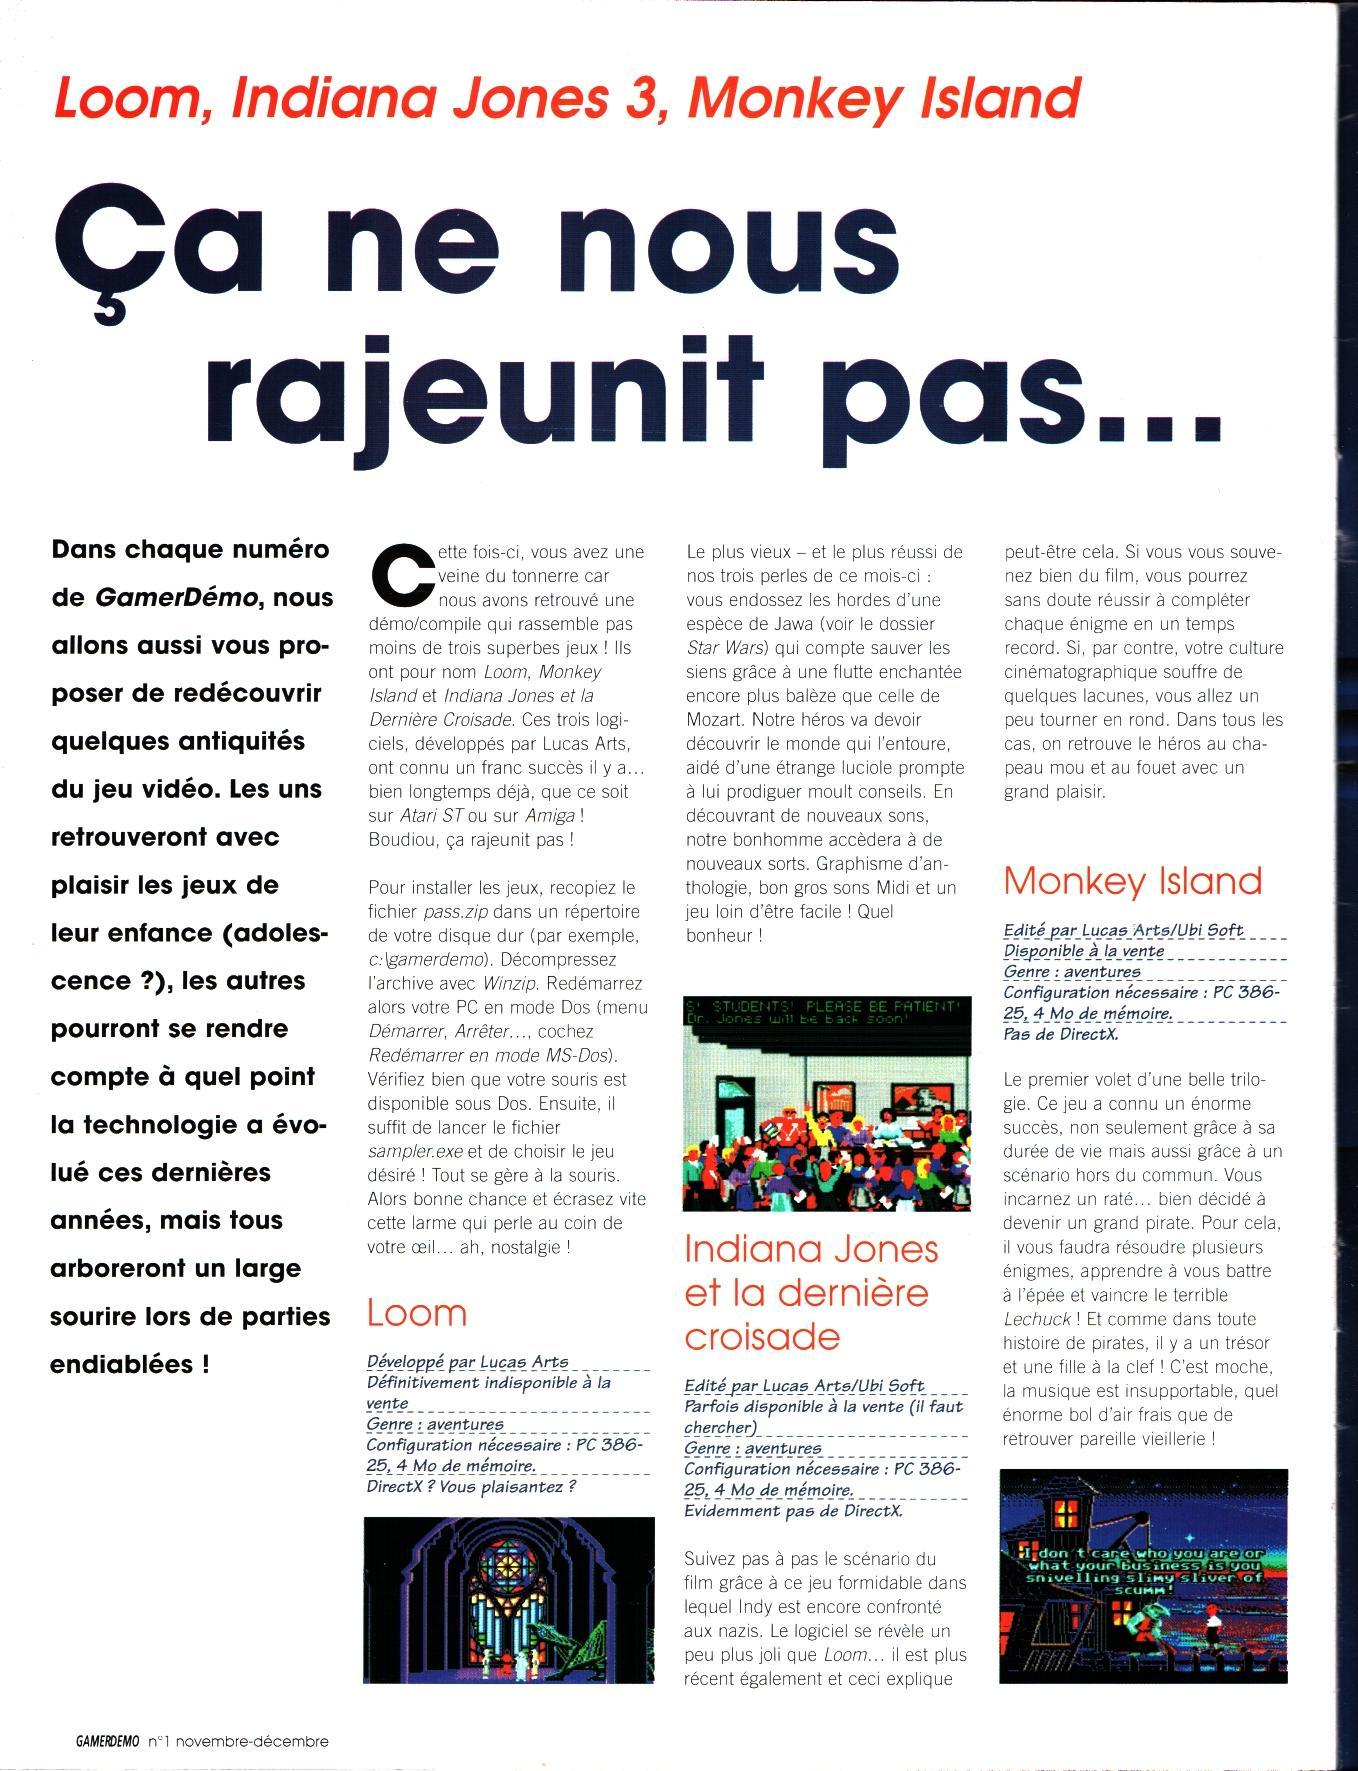 Loom, Indiana Jones 3, Monkey Island
Ça ne nous
rajeunit pas...
Dans chaque numéro
de GamerDémo, nous
allons aussi vous pro-
poser de redécouvrir
quelques antiquités
du jeu vidéo. Les uns
retrouveront avec
plaisir les jeux de
leur enfance (adoles-
cence ?), les autres
pourront se rendre
compte à quel point
la technologie a évo-
lué ces dernières
années, mais tous
arboreront un large
sourire lors de parties
endiablées !
Cette fois-ci, vous avez une
veine du tonnerre car
nous avons retrouvé une
démo/compile qui rassemble pas
moins de trois superbes jeux ! Ils
ont pour nom Loom, Monkey
Island et Indiana Jones et la
Dernière Croisade. Ces trois logi-
ciels, développés par Lucas Arts,
ont connu un franc succès il y a...
bien longtemps déjà, que ce soit
sur Atari ST ou sur Amiga !
Boudiou, ça rajeunit pas !
Pour installer les jeux, recopiez le
fichier pass.zip dans un répertoire
de votre disque dur (par exemple,
c:\gamerdemo). Décompressez
l'archive avec Winzip. Redémarrez
alors votre PC en mode Dos (menu
Démarrer, Arrêter..., cochez
Redémarrer en mode MS-Dos).
Vérifiez bien que votre souris est
disponible sous Dos. Ensuite, il
suffit de lancer le fichier
sampler.exe et de choisir le jeu
désiré ! Tout se gère à la souris.
Alors bonne chance et écrasez vite
cette larme qui perle au coin de
votre œil... ah, nostalgie !
Loom
Développé par Lucas Arts
Définitivement indisponible à la
vente
Genre : aventures
Configuration nécessaire : PC 386-
25, 4 Mo de mémoire.
DirectX ? Vous plaisantez ?
Le plus vieux – et le plus réussi de
nos trois perles de ce mois-ci :
vous endossez les hordes d'une
espèce de Jawa (voir le dossier
Star Wars) qui compte sauver les
siens grâce à une flutte enchantée
encore plus balèze que celle de
Mozart. Notre héros va devoir
découvrir le monde qui l'entoure,
aidé d'une étrange luciole prompte
à lui prodiguer moult conseils. En
découvrant de nouveaux sons,
notre bonhomme accèdera à de
nouveaux sorts. Graphisme d'an-
thologie, bon gros sons Midi et un
jeu loin d'être facile ! Quel
bonheur !
S! STUDENTS! PLEASE BE PATIENT!
Dr. Jones will be back soon!
Indiana Jones
et la dernière
croisade
Edité par Lucas Arts/Ubi Soft
Parfois disponible à la vente (il faut
chercher)
Genre : aventures
Configuration nécessaire : PC 386-
25, 4 Mo de mémoire.
Evidemment pas de DirectX.
Suivez pas à pas le scénario du
film grâce à ce jeu formidable dans
lequel Indy est encore confronté
aux nazis. Le logiciel se révèle un
peu plus joli que Loom... il est plus
récent également et ceci explique
peut-être cela. Si vous vous souve-
nez bien du film, vous pourrez
sans doute réussir à compléter
chaque énigme en un temps
record. Si, par contre, votre culture
cinématographique souffre de
quelques lacunes, vous allez un
peu tourner en rond. Dans tous les
cas, on retrouve le héros au cha-
peau mou et au fouet avec un
grand plaisir.
Monkey Island
Edité par Lucas Arts/Ubi Soft
Disponible à la vente
Genre : aventures
Configuration nécessaire : PC 386-
25, 4 Mo de mémoire.
Pas de DirectX.
Le premier volet d'une belle trilo-
gie. Ce jeu a connu un énorme
succès, non seulement grâce à sa
durée de vie mais aussi grâce à un
scénario hors du commun. Vous
incarnez un raté... bien décidé à
devenir un grand pirate. Pour cela,
il vous faudra résoudre plusieurs
énigmes, apprendre à vous battre
à l'épée et vaincre le terrible
Lechuck ! Et comme dans toute
histoire de pirates, il y a un trésor
et une fille à la clef ! C'est moche,
la musique est insupportable, quel
énorme bol d'air frais que de
retrouver pareille vieillerie !
I don't care who you are or
what your business is you
snivelling slimy sliver of
scumm!
GAMERDEMO n°1 novembre-décembre